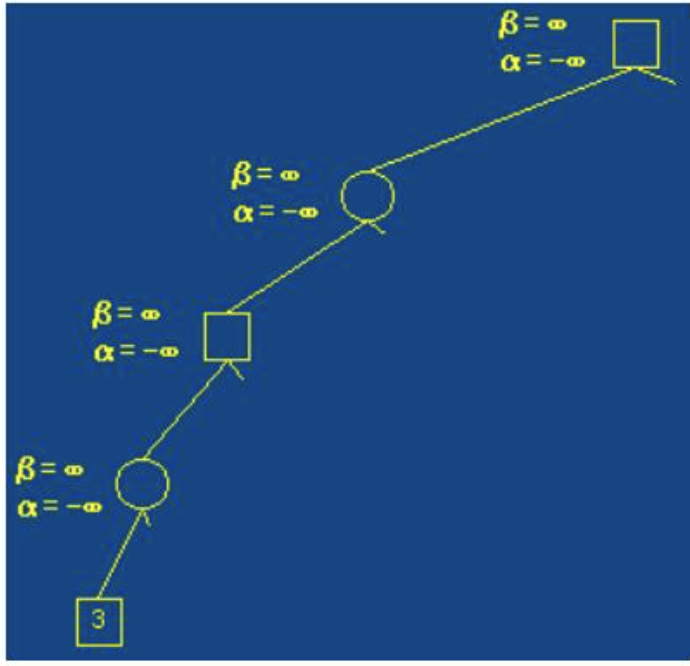 β = ∞
α = −∞
β = ∞
α = −∞
β = ∞
α = −∞
β = ∞
α = −∞
3